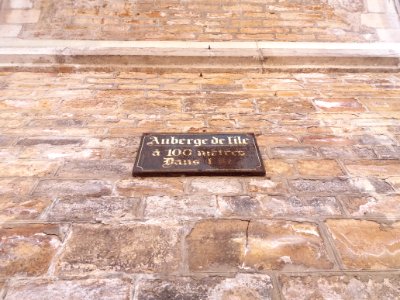 Auberge de l'ile
à 100 mètres
Dans